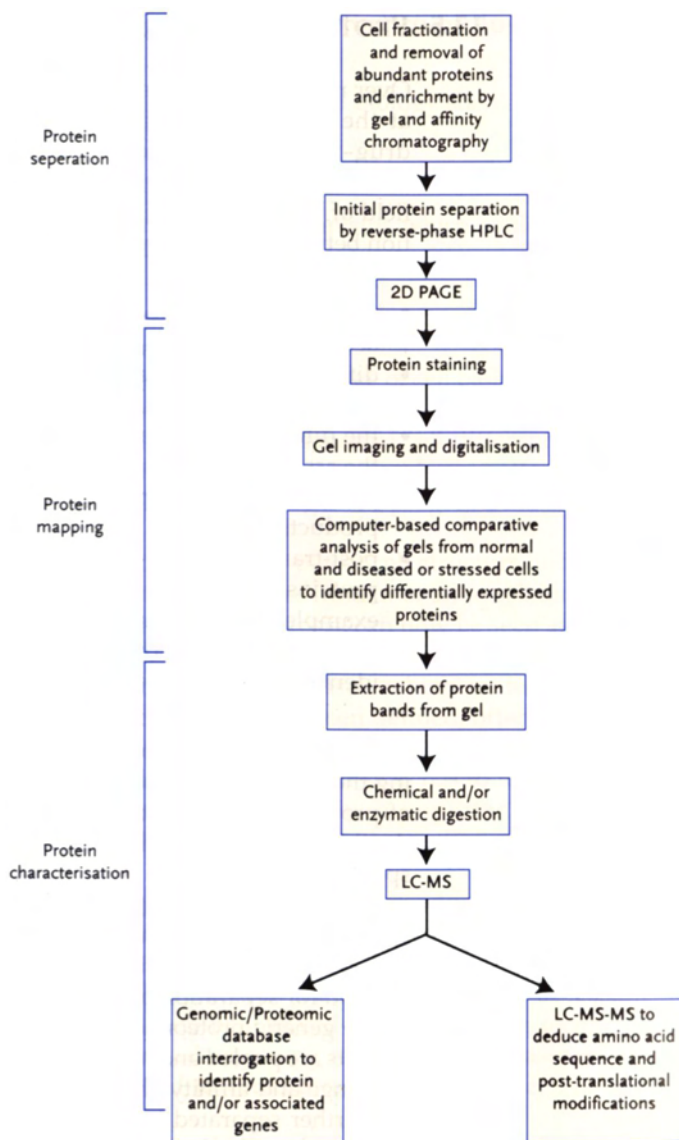 Cell fractionation
and removal of
abundant proteins
and enrichment by
gel and affinity
chromatography
Protein
seperation
Initial protein separation
by reverse-phase HPLC
2D PAGE
Protein staining
Gel imaging and digitalisation
Protein
mapping
Computer-based comparative
analysis of gels from normal
and diseased or stressed cells
to identify differentially expressed
proteins
Extraction of protein
bands from gel
Chemical and/or
enzymatic digestion
Protein
characterisation
LC-MS
Genomic/Proteomic
database
interrogation to
identify protein
and/or associated
genes
LC-MS-MS to
deduce amino acid
sequence and
post-translational
modifications